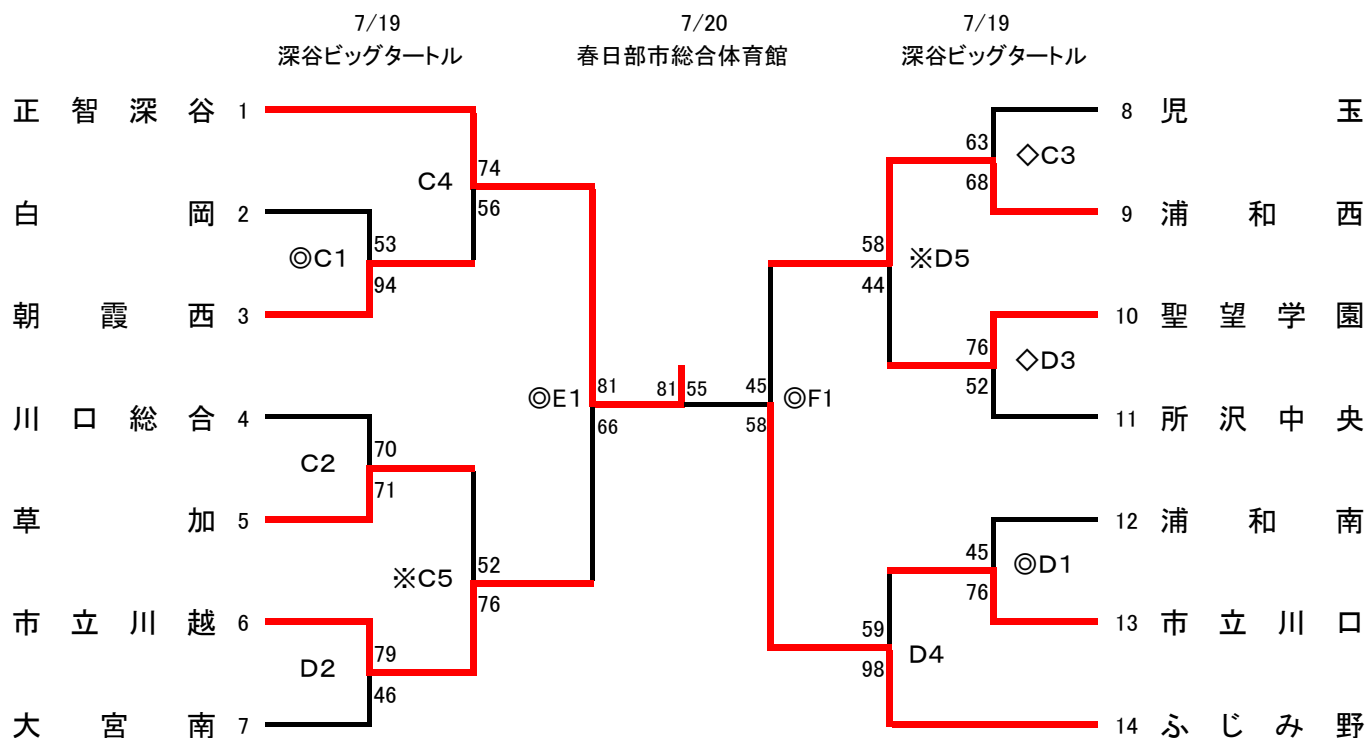 7/19 7/20 7/19
深谷ビッグタートル 春日部市総合体育館 深谷ビッグタートル
正智深谷 1 8 児玉
63 ◇C3
C4 74 68
白岡 2 56 9 浦和西
◎C1 53 58 ※D5
94 44
朝霞西 3 10 聖望学園
76 ◇D3
52
◎E1 81 81 55 45 ◎F1
川口総合 4 66 58 11 所沢中央
C2 70
71
草加 5 12 浦和南
45 ◎D1
※C5 52 76
76
市立川越 6 13 市立川口
D2 79 59 D4
46 98
大宮南 7 14 ふじみ野